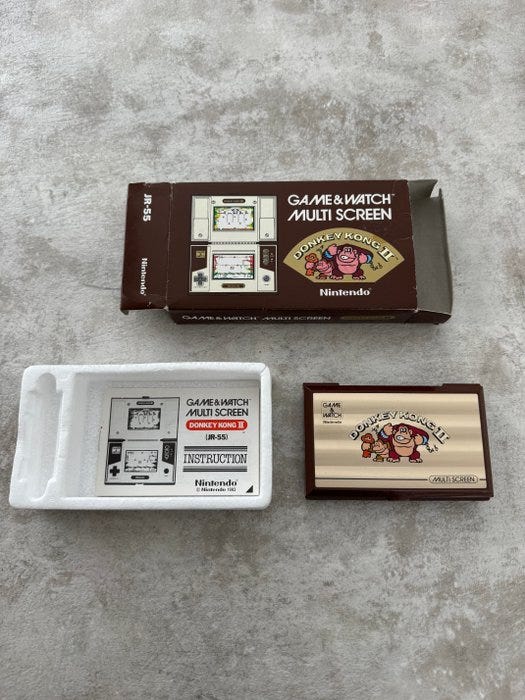 JR-55
Nintendo
GAME & WATCH
MULTI SCREEN
DONKEY KONG II
Nintendo
GAME & WATCH MULTI SCREEN
GAME & WATCH
MULTI SCREEN
DONKEY KONG II
(JR-55)
INSTRUCTION
Nintendo
© Nintendo 1983
GAME
&
WATCH
Nintendo
DONKEY KONG II
MULTI SCREEN